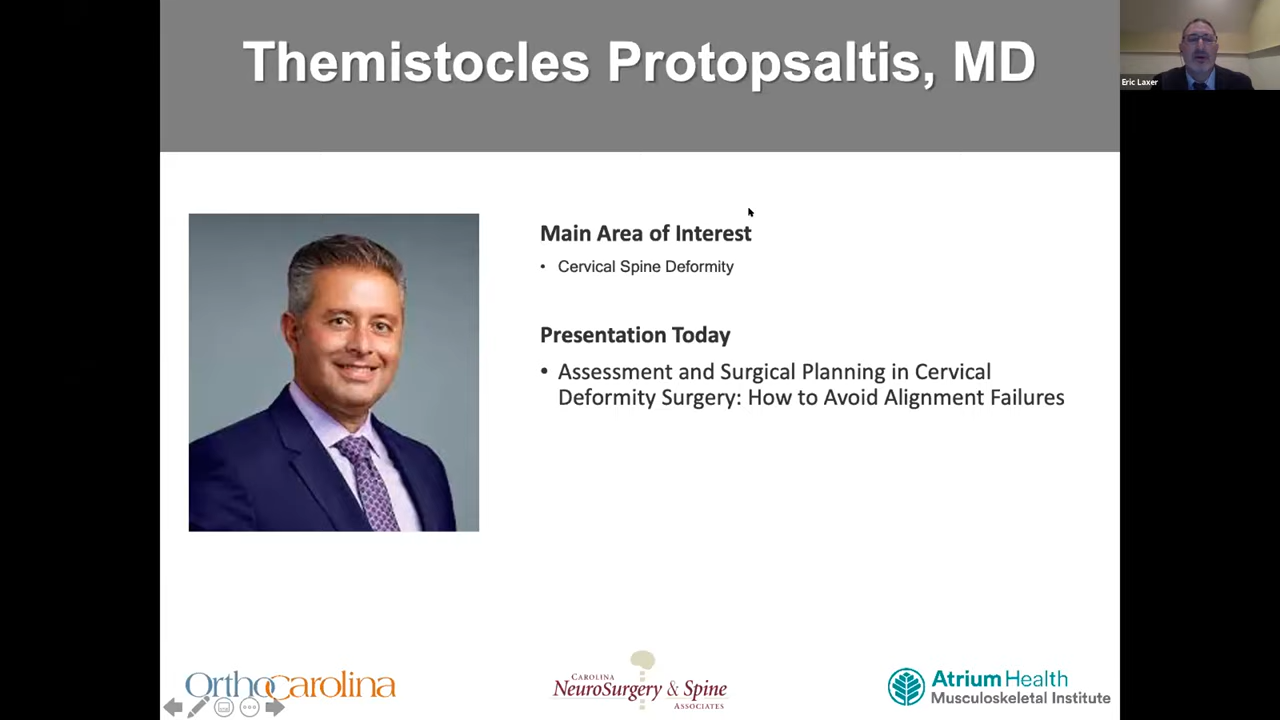 Themistocles Protopsaltis, MD
Eric Laxer
Main Area of Interest
• Cervical Spine Deformity
Presentation Today
• Assessment and Surgical Planning in Cervical
Deformity Surgery: How to Avoid Alignment Failures
OrthoCarolina
CAROLINA
NEUROSURGERY & SPINE
ASSOCIATES
Atrium Health
Musculoskeletal Institute